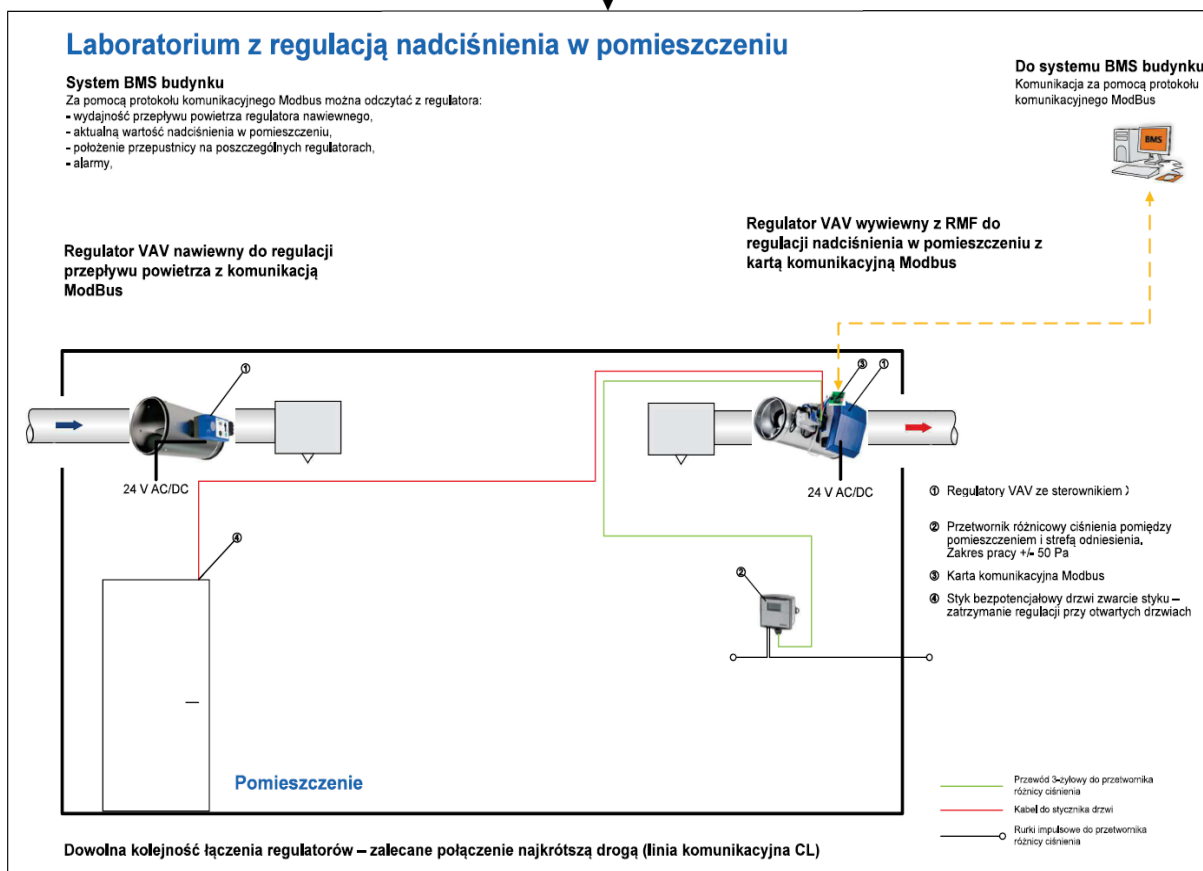 Laboratorium z regulacją nadciśnienia w pomieszczeniu
System BMS budynku
Za pomocą protokołu komunikacyjnego Modbus można odczytać z regulatora:
- wydajność przepływu powietrza regulatora nawiewnego,
- aktualną wartość nadciśnienia w pomieszczeniu,
- położenie przepustnicy na poszczególnych regulatorach,
- alarmy,
Do systemu BMS budynku
Komunikacja za pomocą protokołu
komunikacyjnego ModBus
BMS
Regulator VAV nawiewny do regulacji
przepływu powietrza z komunikacją
ModBus
Regulator VAV wywiewny z RMF do
regulacji nadciśnienia w pomieszczeniu z
kartą komunikacyjną Modbus
①
③
①
24 V AC/DC
24 V AC/DC
④
②
① Regulatory VAV ze sterownikiem
② Przetwornik różnicowy ciśnienia pomiędzy
pomieszczeniem i strefą odniesienia.
Zakres pracy +/- 50 Pa
③ Karta komunikacyjna Modbus
④ Styk bezpotencjałowy drzwi zwarcie styku –
zatrzymanie regulacji przy otwartych drzwiach
Pomieszczenie
Przewód 3-żyłowy do przetwornika
różnicy ciśnienia
Kabel do stycznika drzwi
Rurki impulsowe do przetwornika
różnicy ciśnienia
Dowolna kolejność łączenia regulatorów – zalecane połączenie najkrótszą drogą (linia komunikacyjna CL)